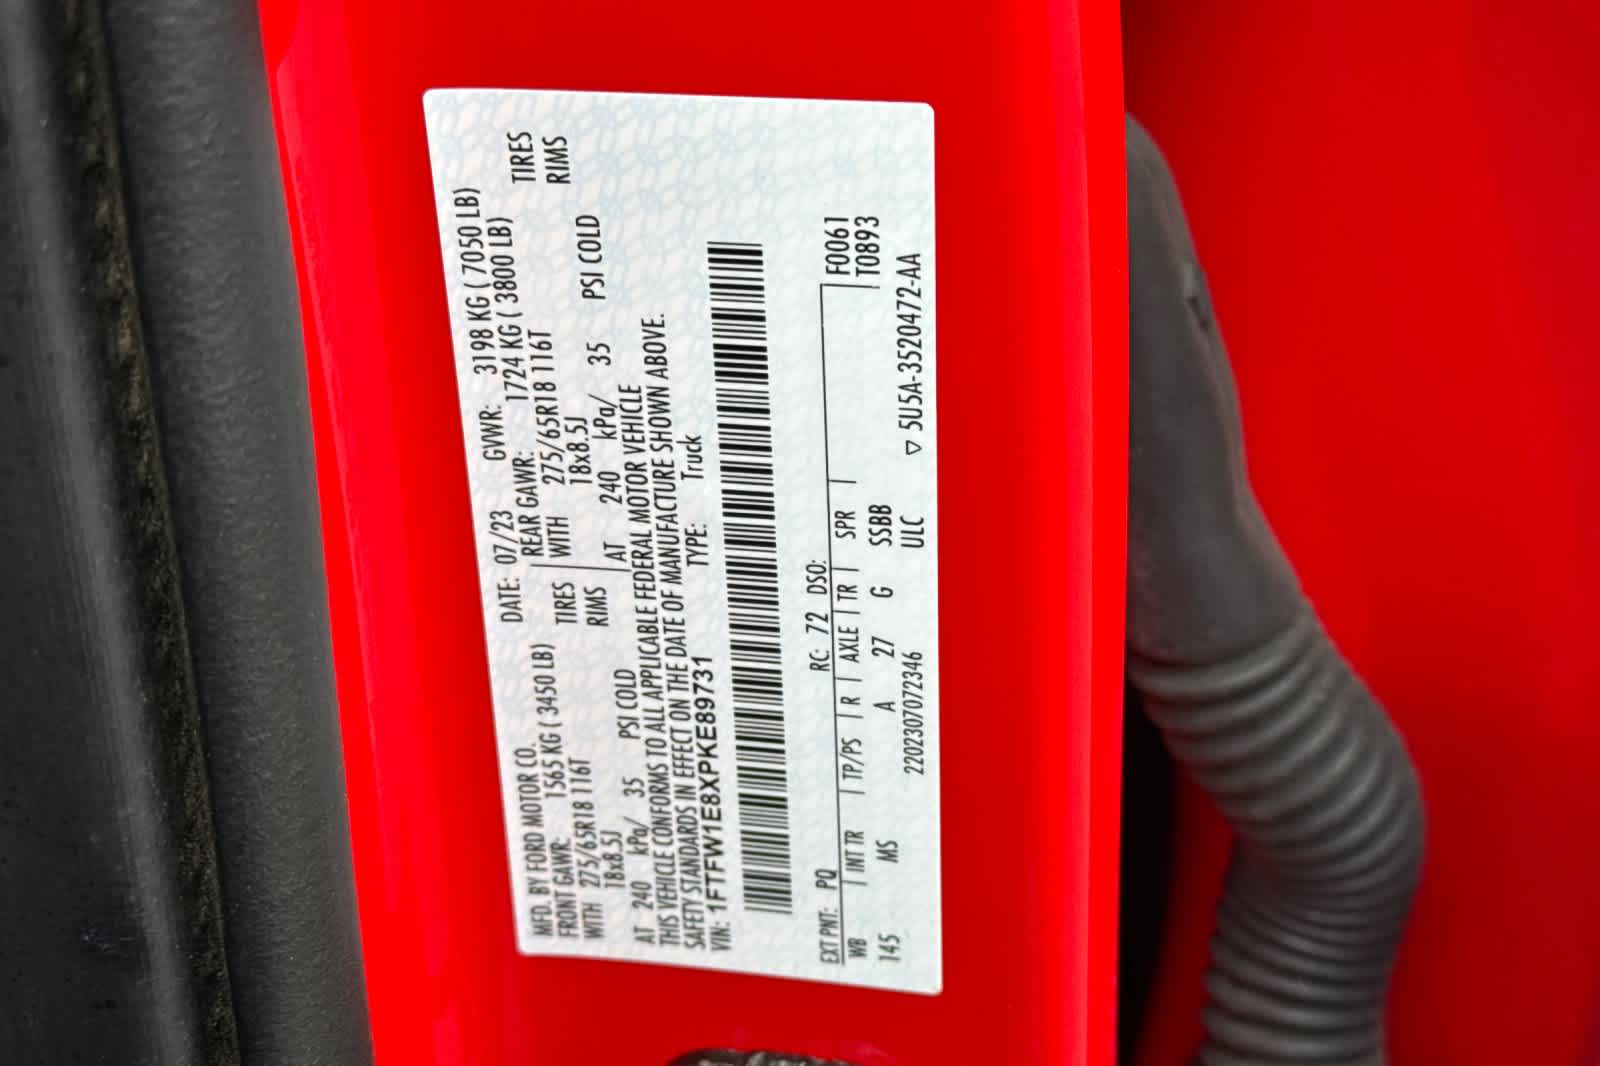 MFD. BY FORD MOTOR CO.
DATE: 07/23 GVWR: 3198 KG ( 7050 LB)
FRONT GAWR: 1565 KG ( 3450 LB) REAR GAWR: 1724 KG ( 3800 LB)
WITH 275/65R18 116T TIRES WITH 275/65R18 116T TIRES
18x8.5J RIMS 18x8.5J RIMS
AT 240 kPa/ 35 PSI COLD AT 240 kPa/ 35 PSI COLD
THIS VEHICLE CONFORMS TO ALL APPLICABLE FEDERAL MOTOR VEHICLE
SAFETY STANDARDS IN EFFECT ON THE DATE OF MANUFACTURE SHOWN ABOVE.
VIN: 1FTFW1E8XPKE89731 TYPE: Truck
EXT PNT: PQ RC: 72 DSO: F0061
WB INT TR TP/PS R AXLE TR SPR T0893
145 MS A 27 G SSBB
2202307072346 ULC ▽ 5U5A-3520472-AA